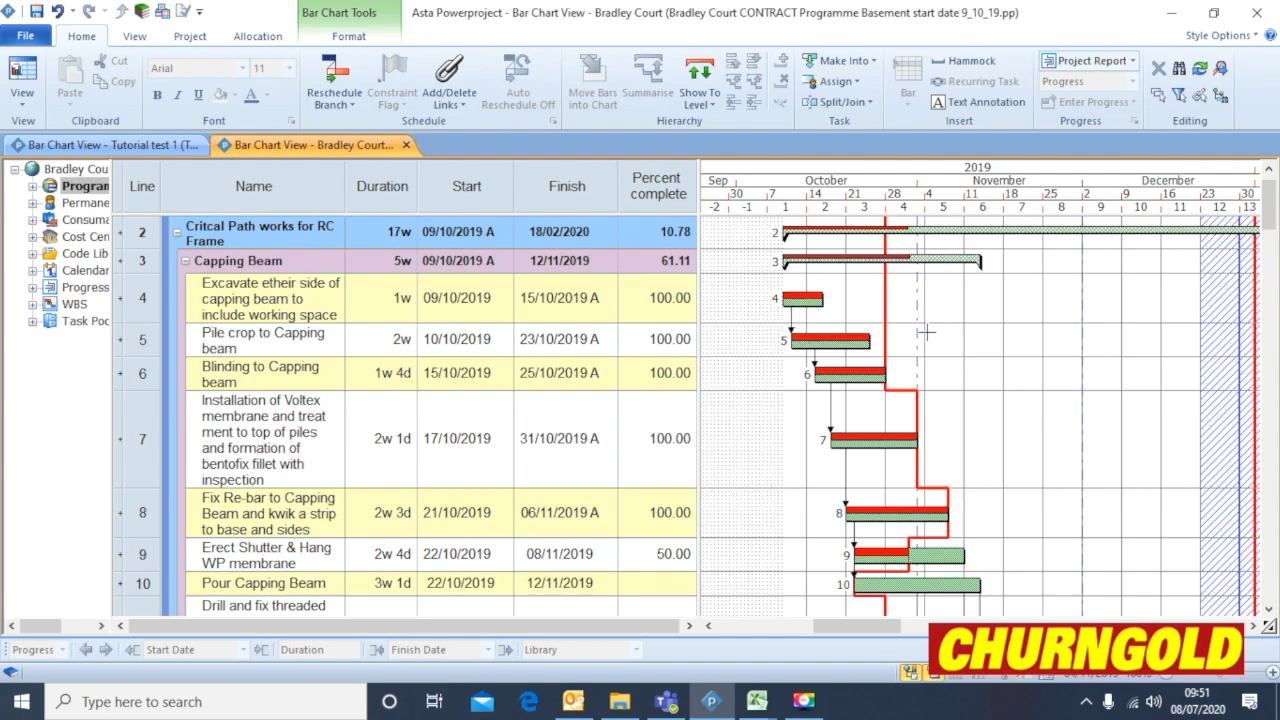 Bar Chart Tools
Asta Powerproject - Bar Chart View - Bradley Court (Bradley Court CONTRACT Programme Basement start date 9_10_19.pp)
File
Home
View
Project
Allocation
Format
Style Options
View
Paste
Cut
Copy
Arial
11
B I U
A
Reschedule Branch
Constraint Flag
Add/Delete Links
Auto Reschedule Off
Move Bars into Chart
Summarise
Show To Level
Make Into
Assign
Split/Join
Bar
Hammock
Recurring Task
Text Annotation
Project Report
Progress
Enter Progress
View
Clipboard
Font
Schedule
Hierarchy
Task
Insert
Progress
Editing
Bar Chart View - Tutorial test 1 (T...
Bar Chart View - Bradley Court...
Bradley Cou
Program
Permane
Consuma
Cost Cen
Code Lib
Calendar
Progress
WBS
Task Poc
Line
Name
Duration
Start
Finish
Percent complete
2 Critcal Path works for RC Frame 17w 09/10/2019 A 18/02/2020 10.78
3 Capping Beam 5w 09/10/2019 A 12/11/2019 61.11
4 Excavate etheir side of capping beam to include working space 1w 09/10/2019 15/10/2019 A 100.00
5 Pile crop to Capping beam 2w 10/10/2019 23/10/2019 A 100.00
6 Blinding to Capping beam 1w 4d 15/10/2019 25/10/2019 A 100.00
7 Installation of Voltex membrane and treat ment to top of piles and formation of bentofix fillet with inspection 2w 1d 17/10/2019 31/10/2019 A 100.00
8 Fix Re-bar to Capping Beam and kwik a strip to base and sides 2w 3d 21/10/2019 06/11/2019 A 100.00
9 Erect Shutter & Hang WP membrane 2w 4d 22/10/2019 08/11/2019 50.00
10 Pour Capping Beam 3w 1d 22/10/2019 12/11/2019
Drill and fix threaded
2019
Sep October November December
30 7 14 21 28 4 11 18 25 2 9 16 23 30
-2 -1 1 2 3 4 5 6 7 8 9 10 11 12 13
2
3
4
5
6
7
8
9
10
CHURNGOLD
Progress
Start Date
Duration
Finish Date
Library
Type here to search
09:51
08/07/2020